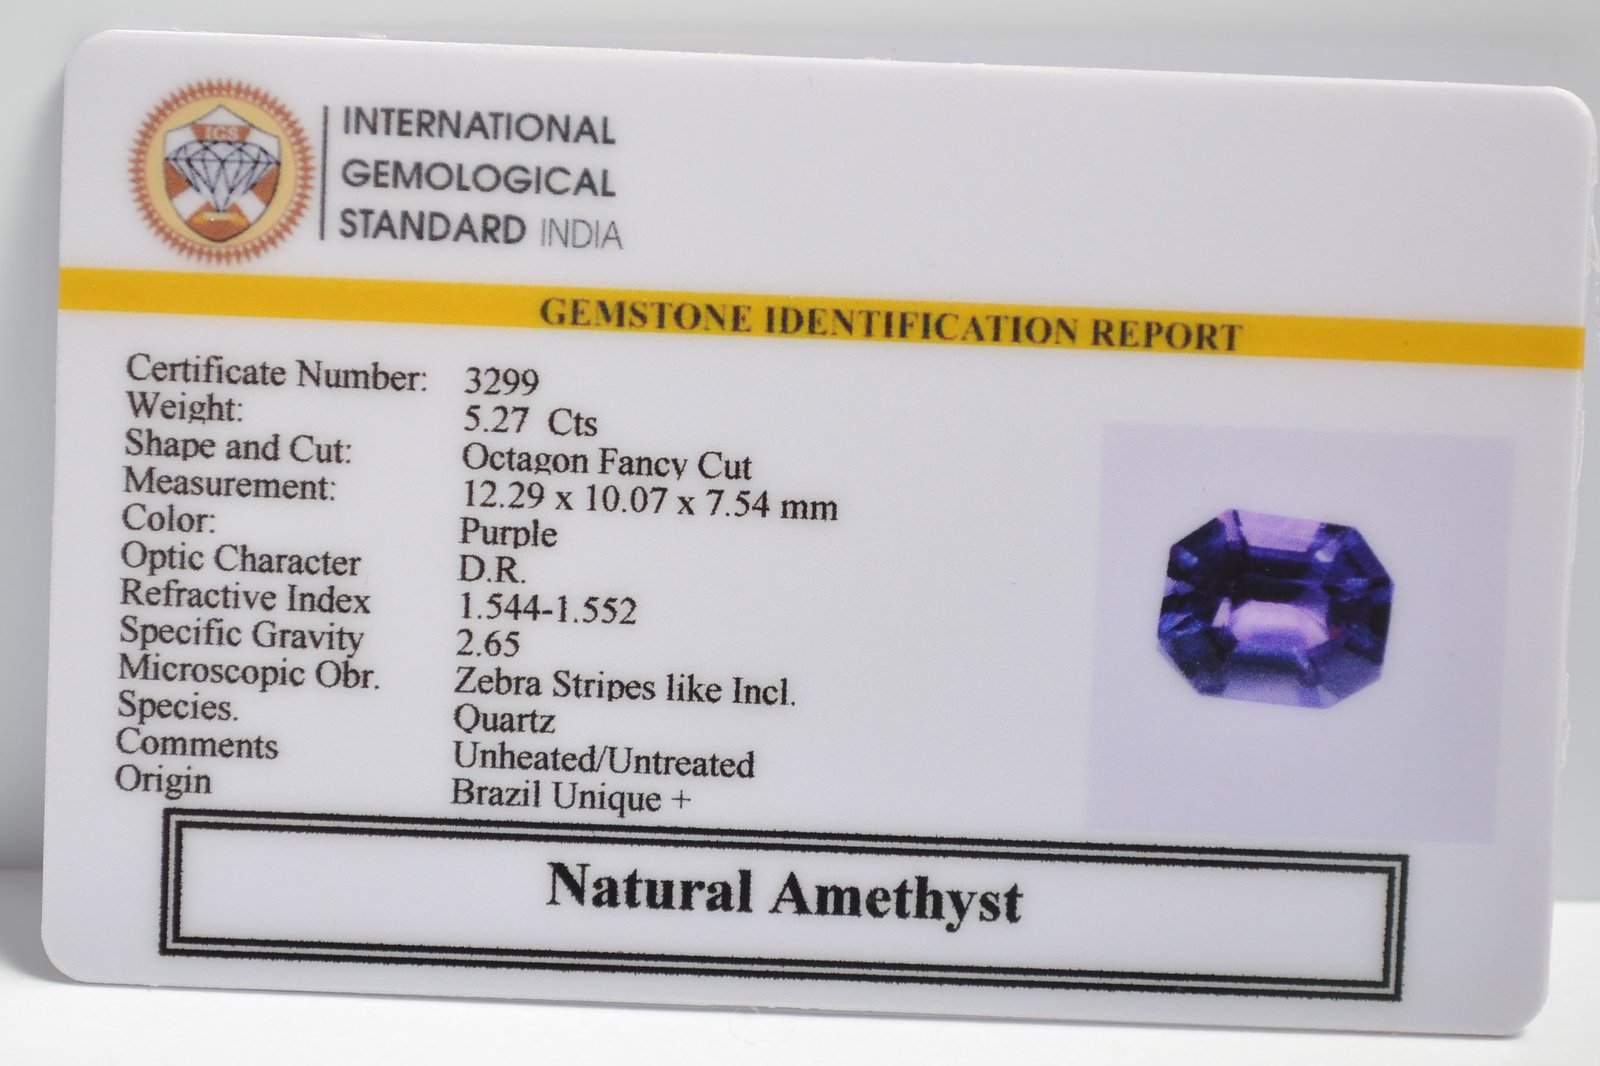 IGS
INTERNATIONAL
GEMOLOGICAL
STANDARD INDIA
GEMSTONE IDENTIFICATION REPORT
Certificate Number: 3299
Weight: 5.27 Cts
Shape and Cut: Octagon Fancy Cut
Measurement: 12.29 x 10.07 x 7.54 mm
Color: Purple
Optic Character D.R.
Refractive Index 1.544-1.552
Specific Gravity 2.65
Microscopic Obr. Zebra Stripes like Incl.
Species. Quartz
Comments Unheated/Untreated
Origin Brazil Unique +
Natural Amethyst